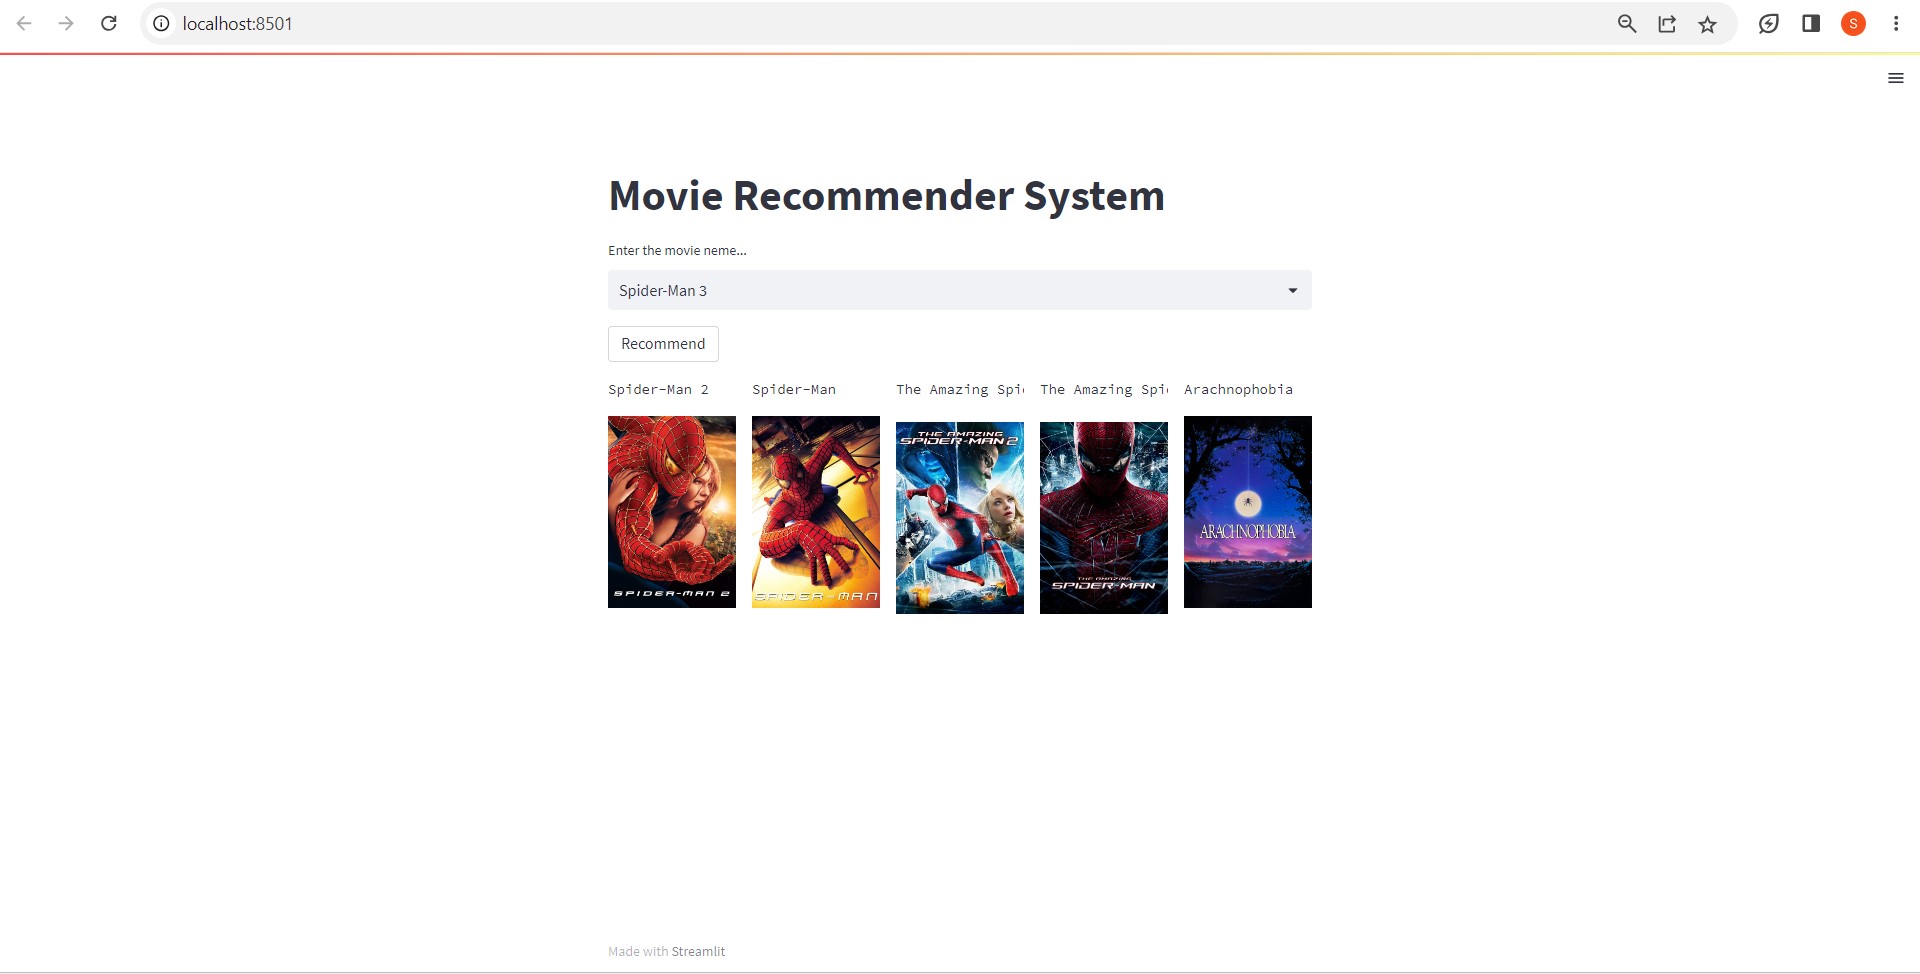 localhost:8501
S
Movie Recommender System
Enter the movie neme...
Spider-Man 3
Recommend
Spider-Man 2
Spider-Man
The Amazing Spi
The Amazing Spi
Arachnophobia
SPIDER-MAN 2
SPIDER-MAN
THE AMAZING
SPIDER-MAN 2
THE AMAZING
SPIDER-MAN
ARACHNOPHOBIA
Made with Streamlit